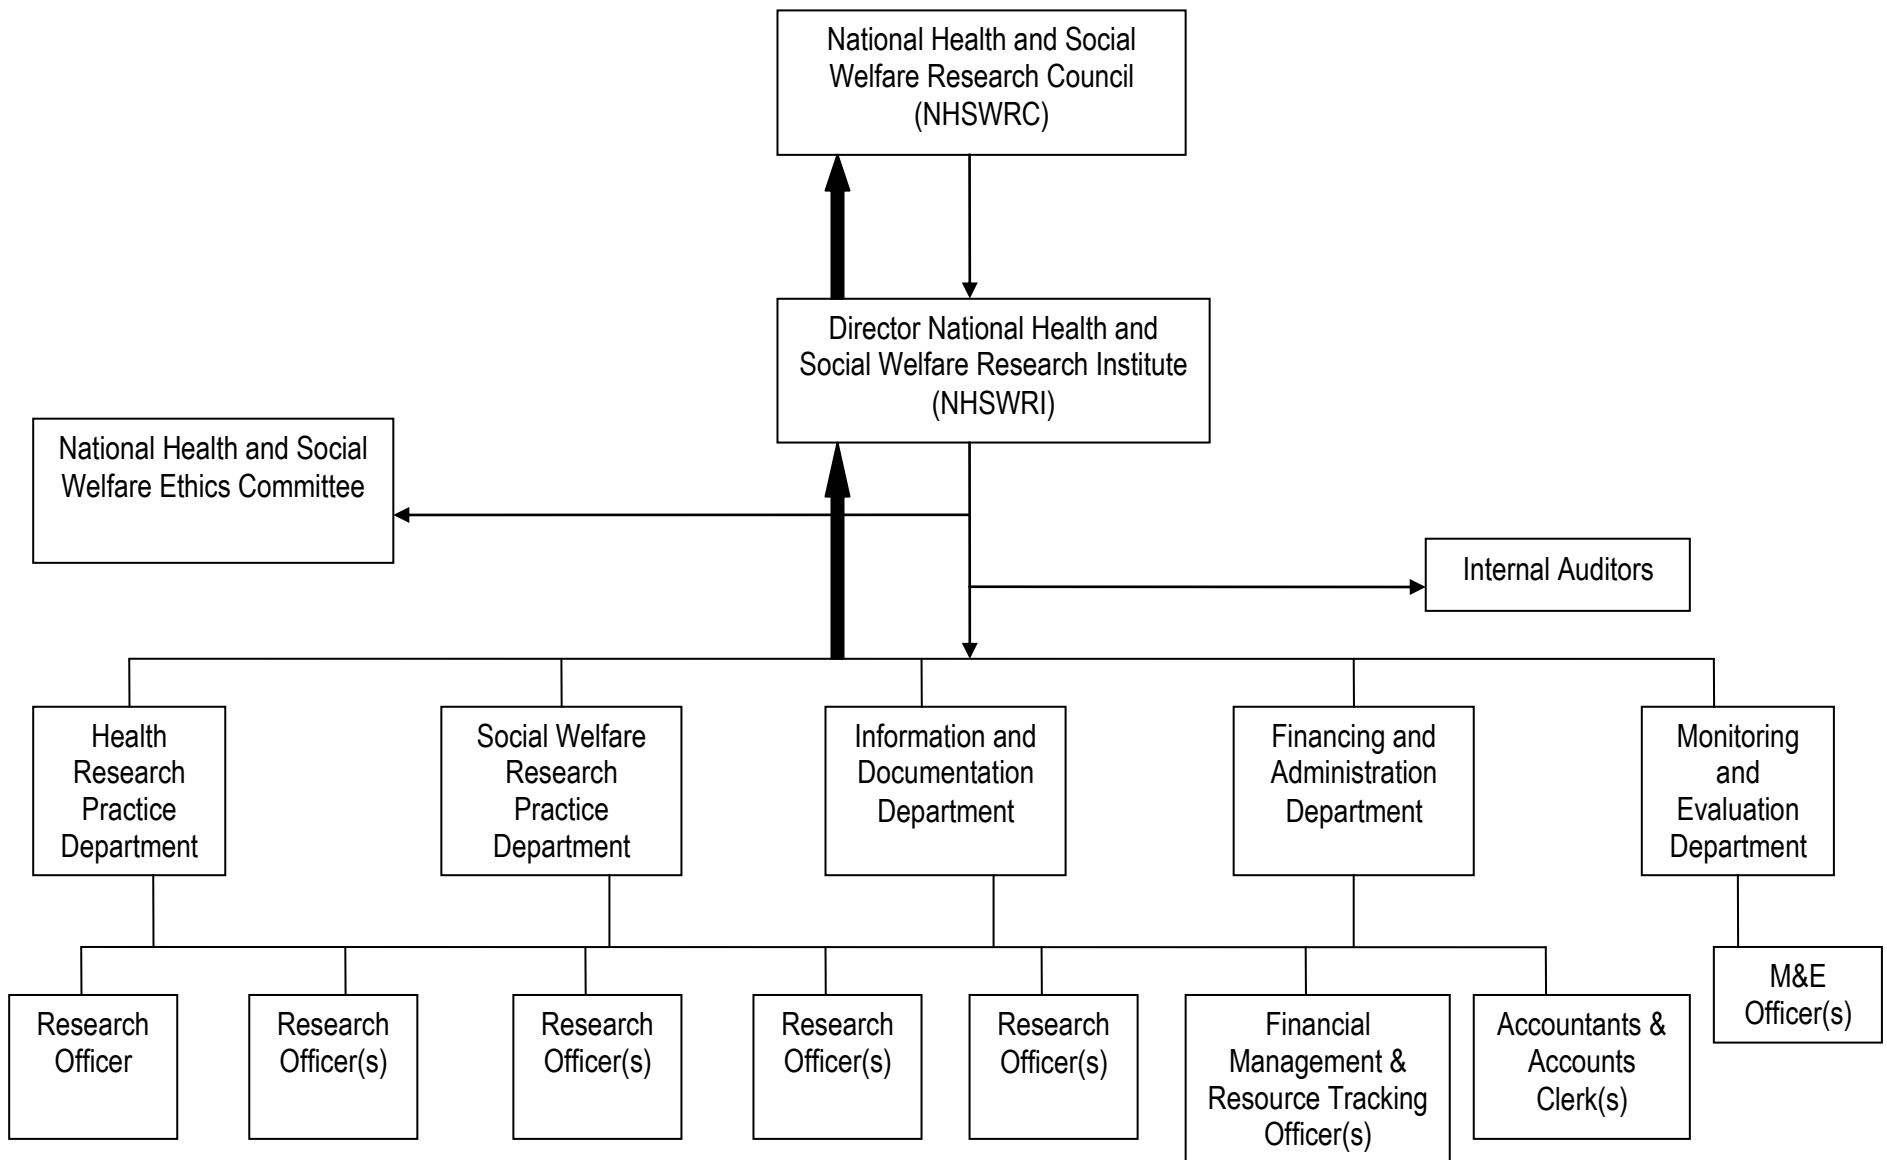 National Health and Social
Welfare Research Council
(NHSWRC)
Director National Health and
Social Welfare Research Institute
(NHSWRI)
National Health and Social
Welfare Ethics Committee
Internal Auditors
Health
Research
Practice
Department
Social Welfare
Research
Practice
Department
Information and
Documentation
Department
Financing and
Administration
Department
Monitoring
and
Evaluation
Department
Research
Officer
Research
Officer(s)
Research
Officer(s)
Research
Officer(s)
Research
Officer(s)
Financial
Management &
Resource Tracking
Officer(s)
Accountants &
Accounts
Clerk(s)
M&E
Officer(s)